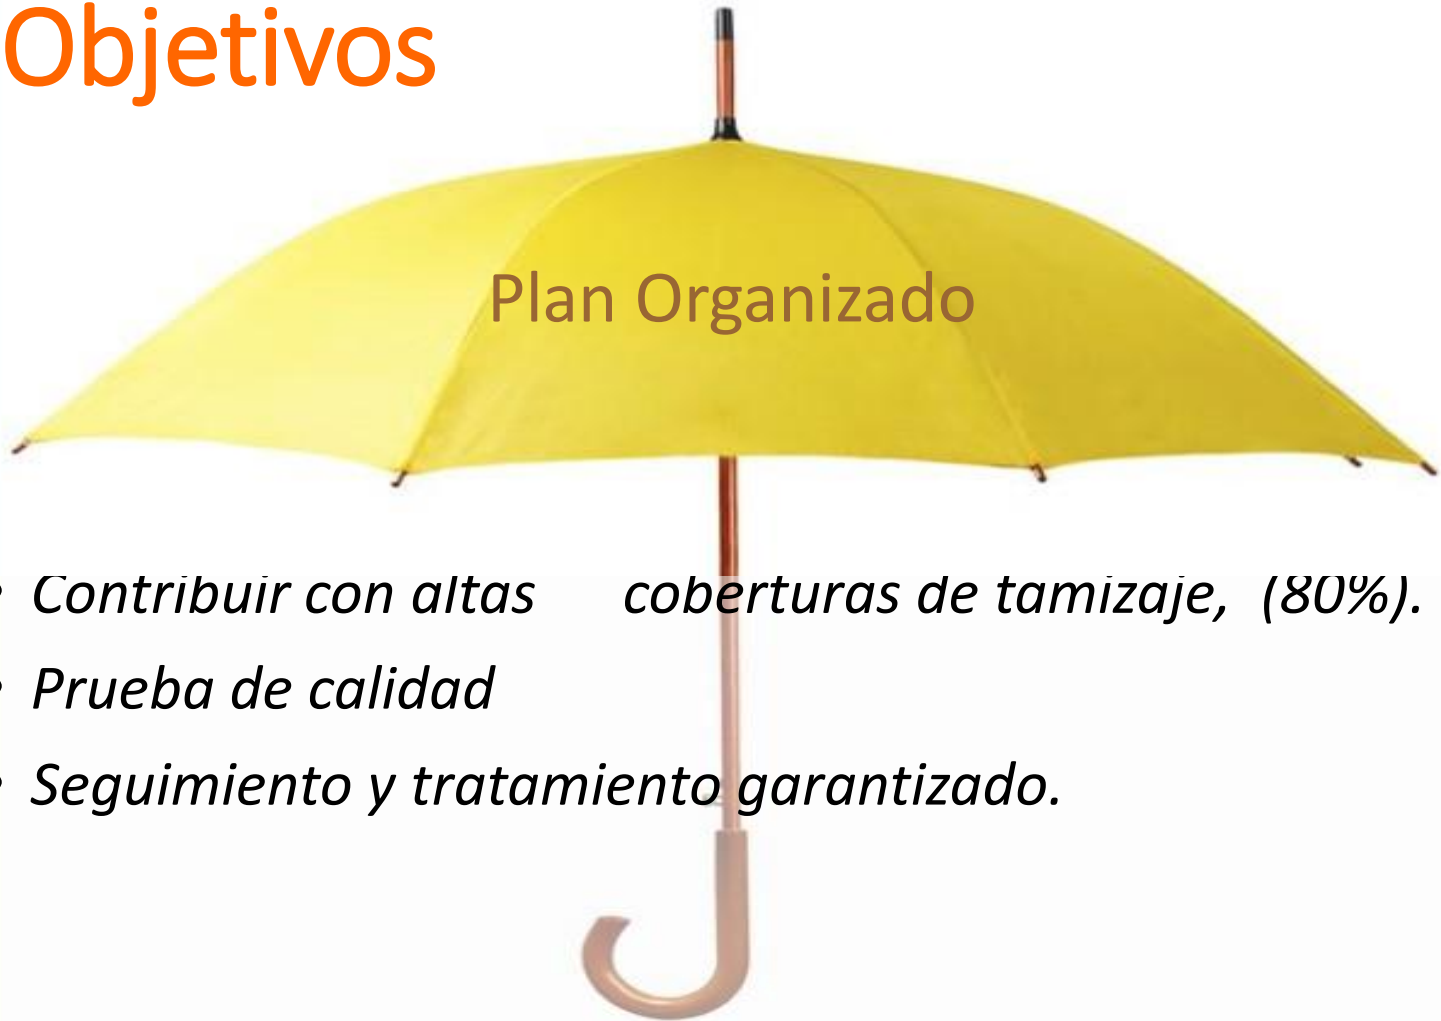 Objetivos
Plan Organizado
• Contribuir con altas coberturas de tamizaje, (80%).
• Prueba de calidad
• Seguimiento y tratamiento garantizado.